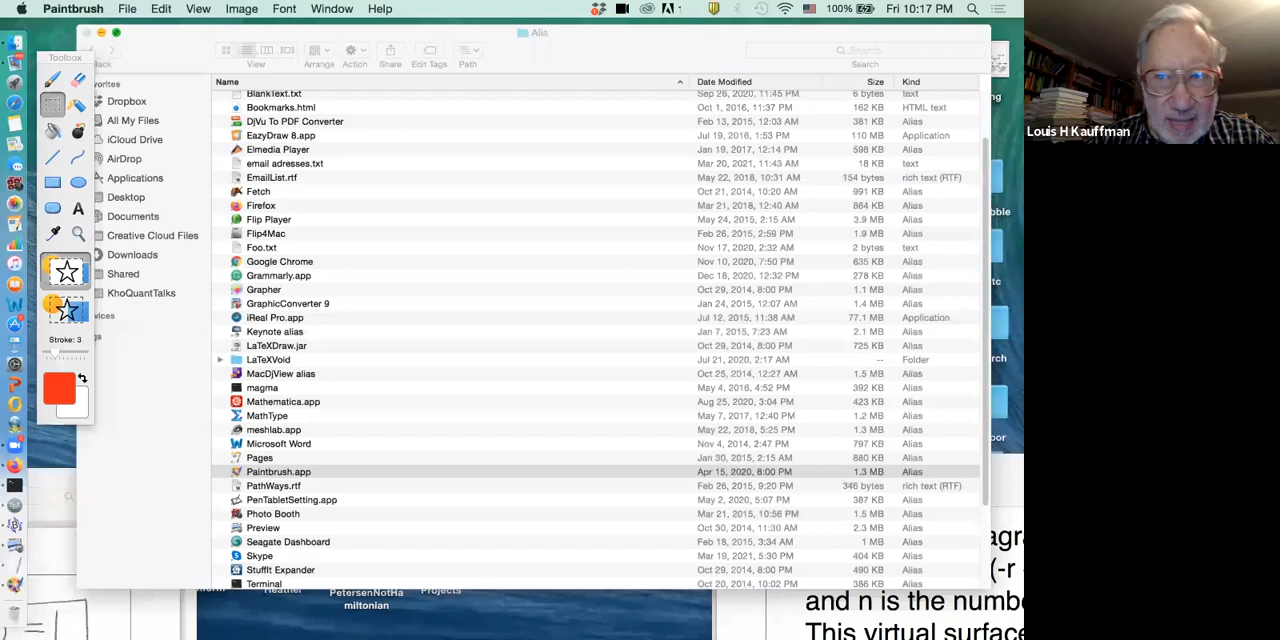 Paintbrush File Edit View Image Font Window Help
1
100%
Fri 10:17 PM
Toolbox
Alia
Back
View Arrange Action Share Edit Tags Path
Search
Search
Name Date Modified Size Kind
BlankText.txt Sep 26, 2020, 11:45 PM 6 bytes text
Bookmarks.html Oct 1, 2016, 11:37 PM 162 KB HTML text
DjVu To PDF Converter Feb 13, 2015, 12:03 AM 381 KB Alias
EazyDraw 8.app Jul 19, 2016, 1:53 PM 110 MB Application
Elmedia Player Jan 19, 2017, 12:14 PM 598 KB Alias
email adresses.txt Mar 20, 2021, 11:43 AM 18 KB text
EmailList.rtf May 22, 2018, 10:31 AM 154 bytes rich text (RTF)
Fetch Oct 21, 2014, 10:20 AM 991 KB Alias
Firefox Mar 21, 2018, 12:40 AM 864 KB Alias
Flip Player May 24, 2015, 2:15 AM 3.9 MB Alias
Flip4Mac Feb 26, 2015, 2:59 PM 1.9 MB Alias
Foo.txt Nov 17, 2020, 2:32 AM 2 bytes text
Google Chrome Nov 10, 2020, 7:50 PM 635 KB Alias
Grammarly.app Dec 18, 2020, 12:32 PM 278 KB Alias
Grapher Oct 29, 2014, 8:00 PM 1.1 MB Alias
GraphicConverter 9 Jan 24, 2015, 12:07 AM 1.4 MB Alias
iReal Pro.app Jul 12, 2015, 11:38 AM 77.1 MB Application
Keynote alias Jan 7, 2015, 7:23 AM 2.1 MB Alias
LaTeXDraw.jar Oct 29, 2014, 8:00 PM 725 KB Alias
LaTeXVoid Jul 21, 2020, 2:17 AM -- Folder
MacDjView alias Oct 25, 2014, 12:27 AM 1.5 MB Alias
magma May 4, 2016, 4:52 PM 392 KB Alias
Mathematica.app Aug 25, 2020, 3:04 PM 423 KB Alias
MathType May 7, 2017, 12:40 PM 1.2 MB Alias
meshlab.app May 22, 2018, 5:25 PM 1.3 MB Alias
Microsoft Word Nov 4, 2014, 2:47 PM 797 KB Alias
Pages Jan 30, 2015, 2:15 AM 880 KB Alias
Paintbrush.app Apr 15, 2020, 8:00 PM 1.3 MB Alias
PathWays.rtf Feb 26, 2015, 9:20 PM 346 bytes rich text (RTF)
PenTabletSetting.app May 2, 2020, 5:07 PM 387 KB Alias
Photo Booth Mar 21, 2015, 10:56 PM 1.5 MB Alias
Preview Oct 30, 2014, 11:30 AM 2.3 MB Alias
Seagate Dashboard Feb 18, 2015, 3:34 AM 1 MB Alias
Skype Mar 19, 2021, 5:30 PM 404 KB Alias
StuffIt Expander Oct 29, 2014, 8:00 PM 490 KB Alias
Terminal Oct 20, 2014, 10:02 PM 386 KB Alias
vorites
Dropbox
All My Files
iCloud Drive
AirDrop
Applications
Desktop
Documents
Creative Cloud Files
Downloads
Shared
KhoQuantTalks
vices
gs
A
Stroke: 3
ng
bble
tc
rch
oor
Heather
PetersenNotHa
miltonian
Projects
agra
(-r
and n is the numb
This virtual surface
Louis H Kauffman